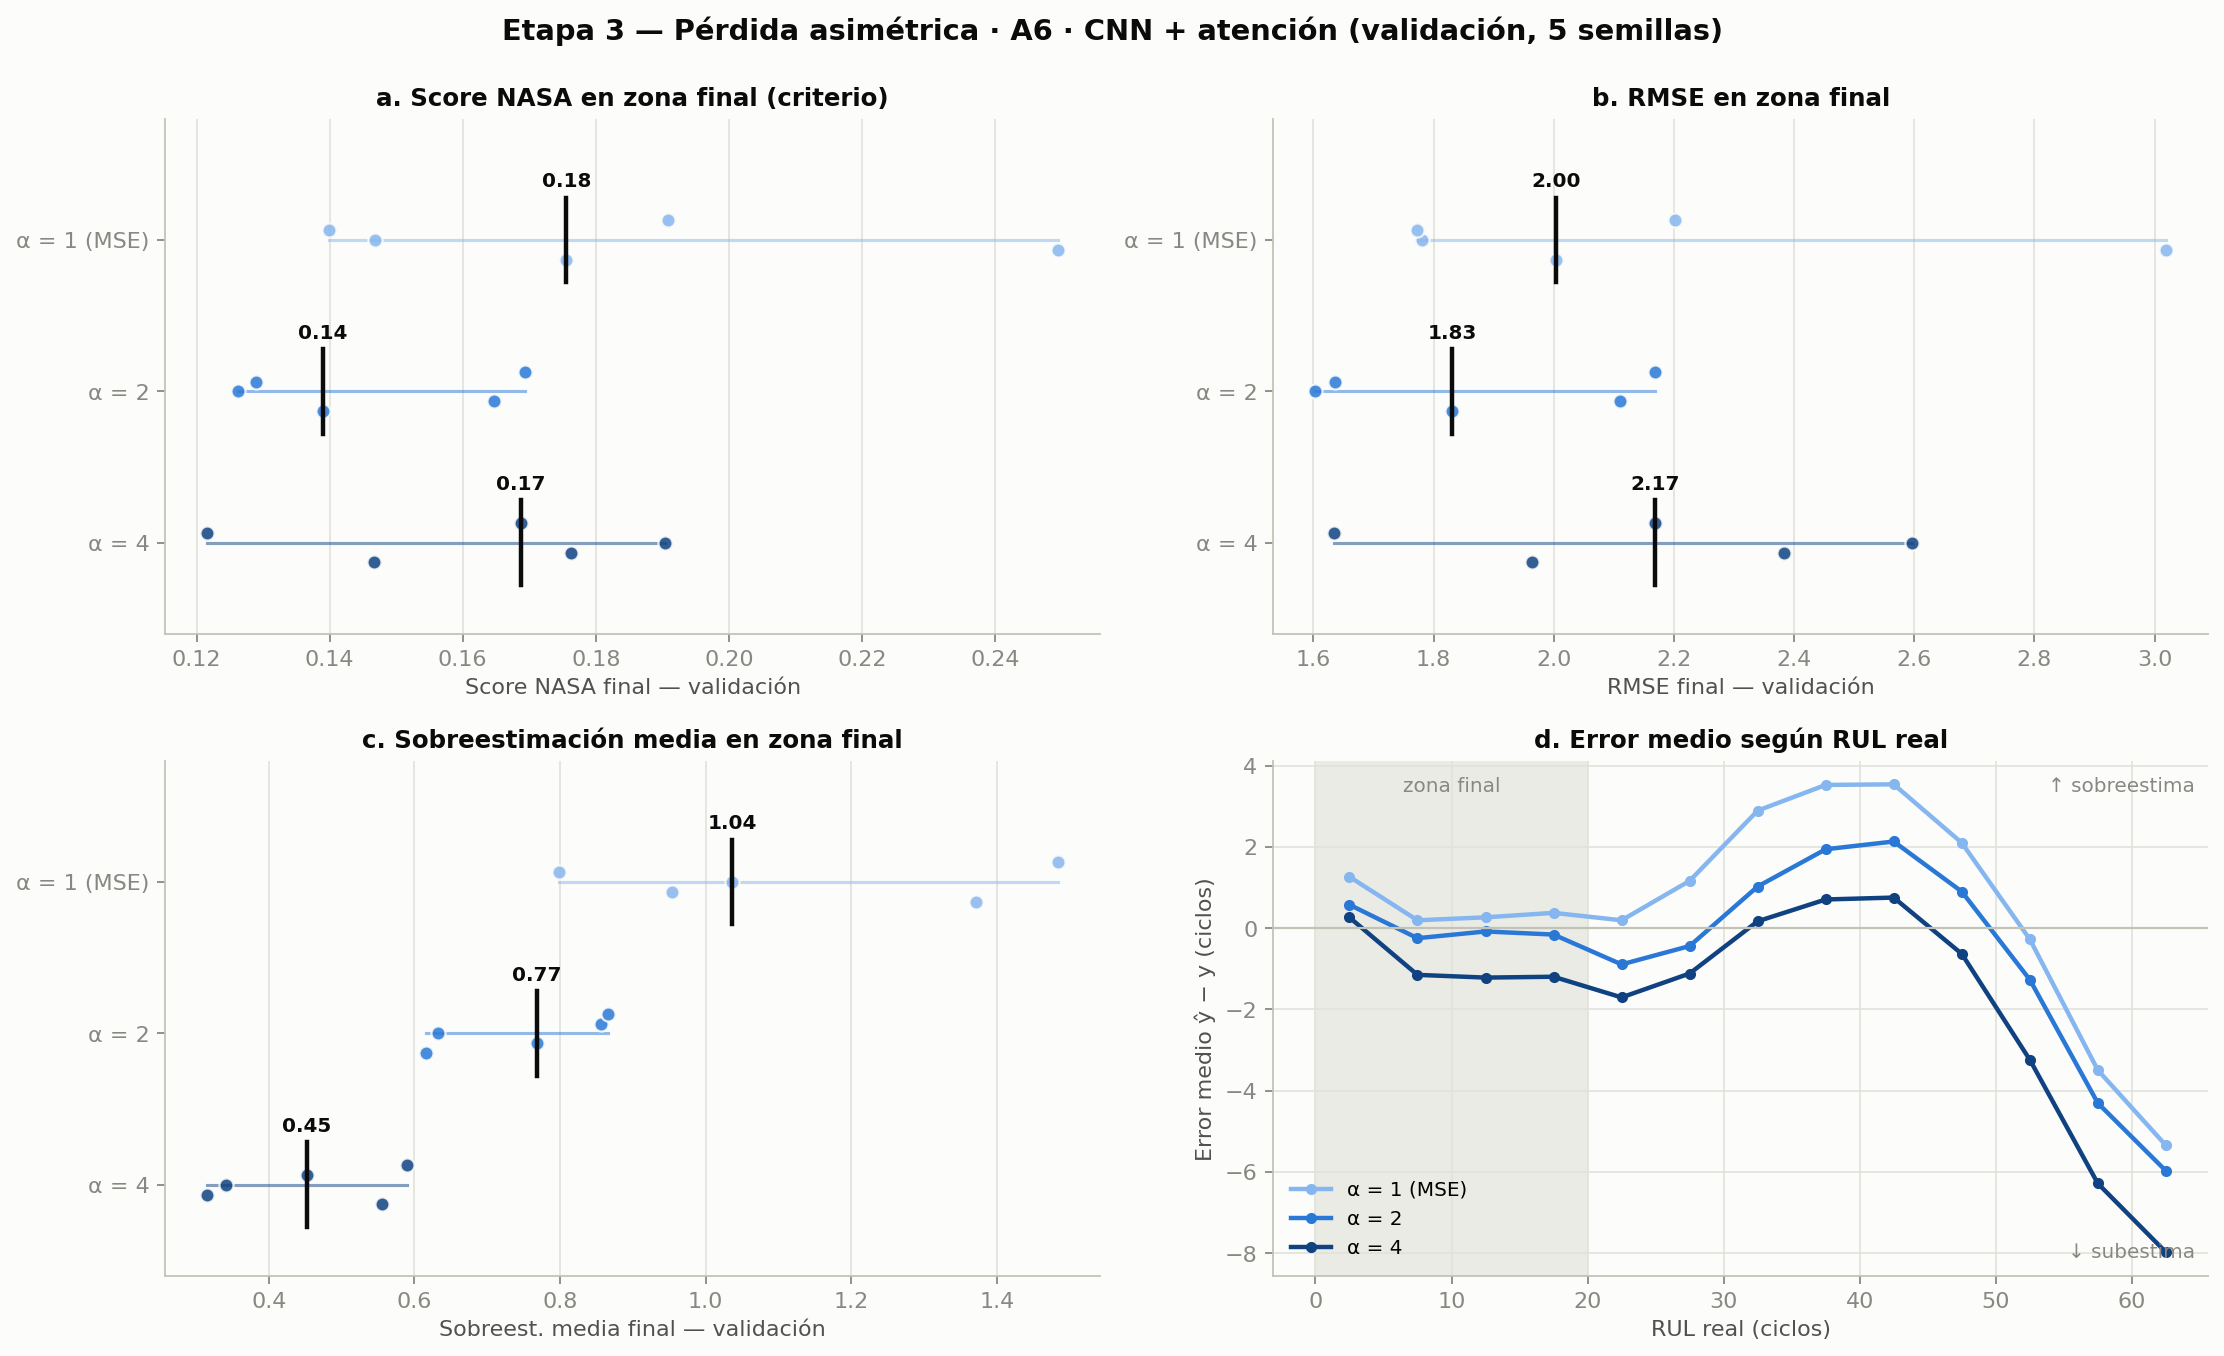 Etapa 3 — Pérdida asimétrica · A6 · CNN + atención (validación, 5 semillas)
a. Score NASA en zona final (criterio)
0.18
α = 1 (MSE)
0.14
α = 2
0.17
α = 4
0.12 0.14 0.16 0.18 0.20 0.22 0.24
Score NASA final — validación
b. RMSE en zona final
2.00
α = 1 (MSE)
1.83
α = 2
2.17
α = 4
1.6 1.8 2.0 2.2 2.4 2.6 2.8 3.0
RMSE final — validación
c. Sobreestimación media en zona final
1.04
α = 1 (MSE)
0.77
α = 2
0.45
α = 4
0.4 0.6 0.8 1.0 1.2 1.4
Sobreest. media final — validación
d. Error medio según RUL real
4
zona final
↑ sobreestima
2
0
Error medio ŷ − y (ciclos)
−2
−4
−6
α = 1 (MSE)
α = 2
α = 4
−8
↓ subestima
0 10 20 30 40 50 60
RUL real (ciclos)